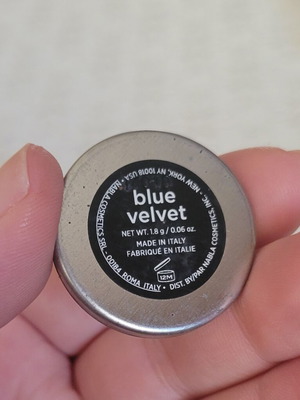 blue
velvet
NET WT. 1.8 g / 0.06 oz.
MADE IN ITALY
FABRIQUÉ EN ITALIE
12M
NABLA COSMETICS SRL - 00184 ROMA ITALY • DIST. BY/PAR NABLA COSMETICS, INC. - NEW YORK, NY 10018 USA •